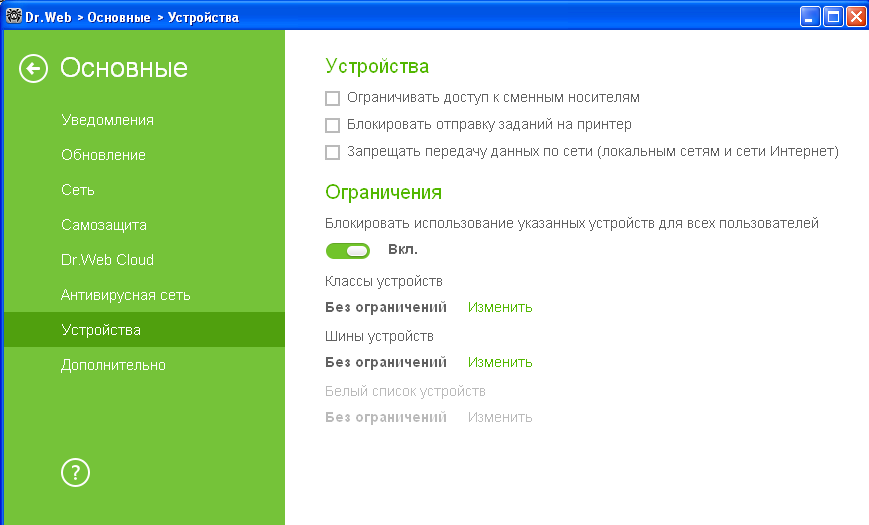 Dr.Web > Основные > Устройства
Основные
Уведомления
Обновление
Сеть
Самозащита
Dr.Web Cloud
Антивирусная сеть
Устройства
Дополнительно
?
Устройства
Ограничивать доступ к сменным носителям
Блокировать отправку заданий на принтер
Запрещать передачу данных по сети (локальным сетям и сети Интернет)
Ограничения
Блокировать использование указанных устройств для всех пользователей
Вкл.
Классы устройств
Без ограничений Изменить
Шины устройств
Без ограничений Изменить
Белый список устройств
Без ограничений Изменить